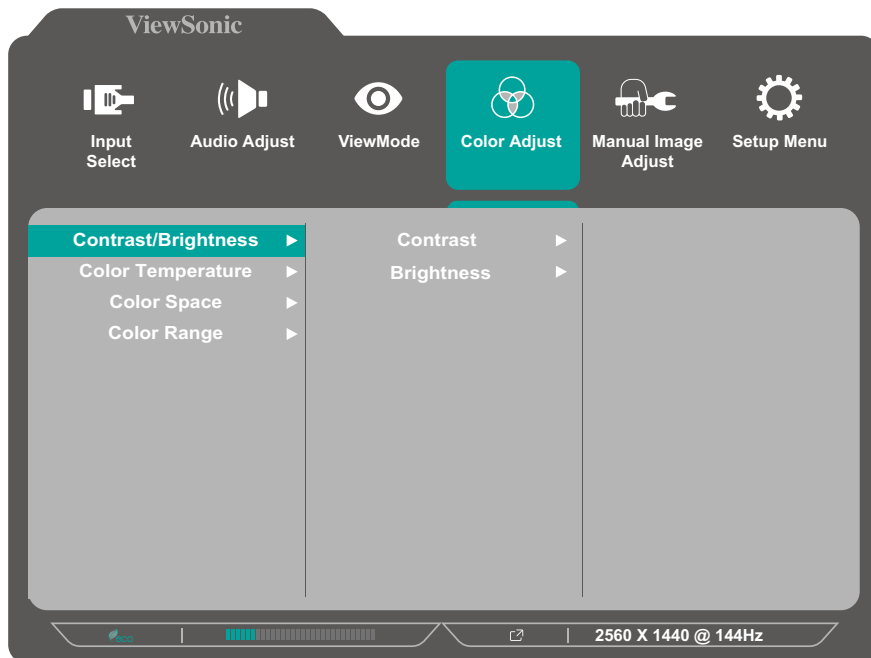 ViewSonic
Input Select
Audio Adjust
ViewMode
Color Adjust
Manual Image Adjust
Setup Menu
Contrast/Brightness
Color Temperature
Color Space
Color Range
Contrast
Brightness
eco
2560 X 1440 @ 144Hz